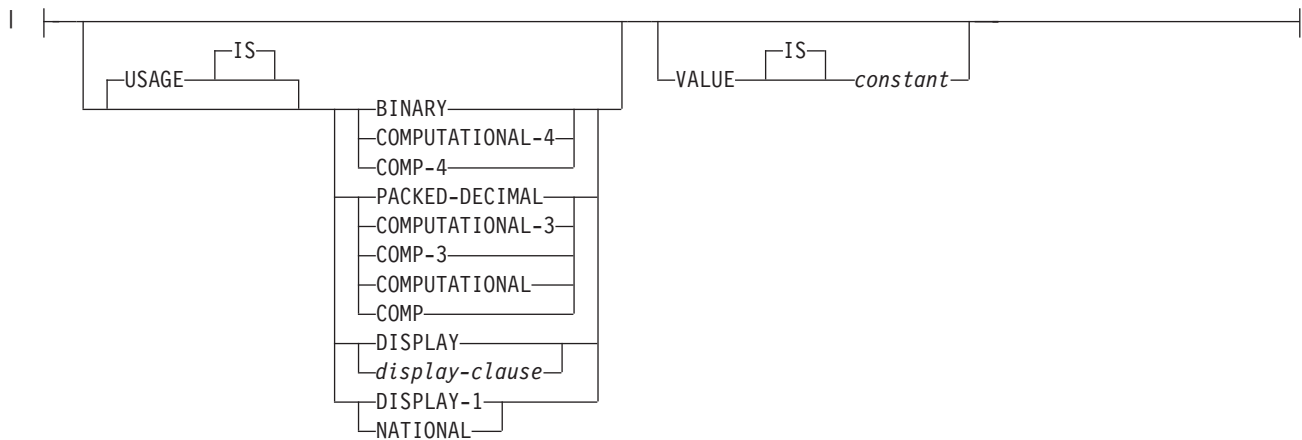 |
IS IS
USAGE VALUE constant
BINARY
COMPUTATIONAL-4
COMP-4
PACKED-DECIMAL
COMPUTATIONAL-3
COMP-3
COMPUTATIONAL
COMP
DISPLAY
display-clause
DISPLAY-1
NATIONAL